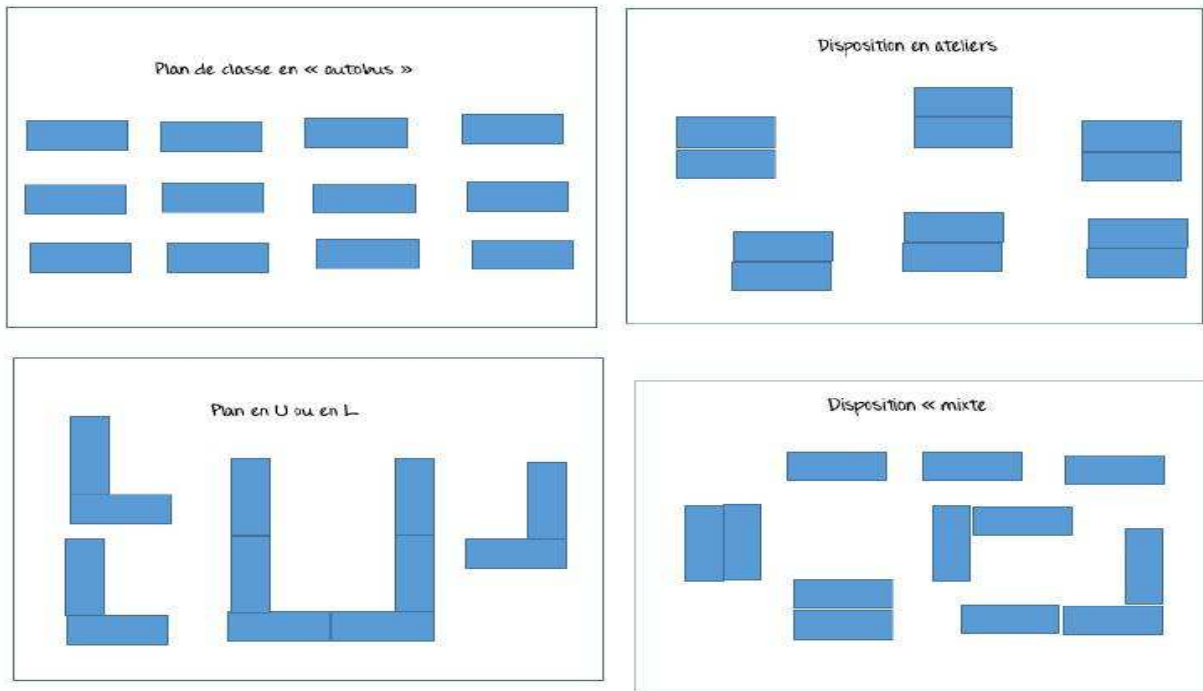 Plan de classe en « autobus »
Disposition en ateliers
Plan en U ou en L
Disposition « mixte